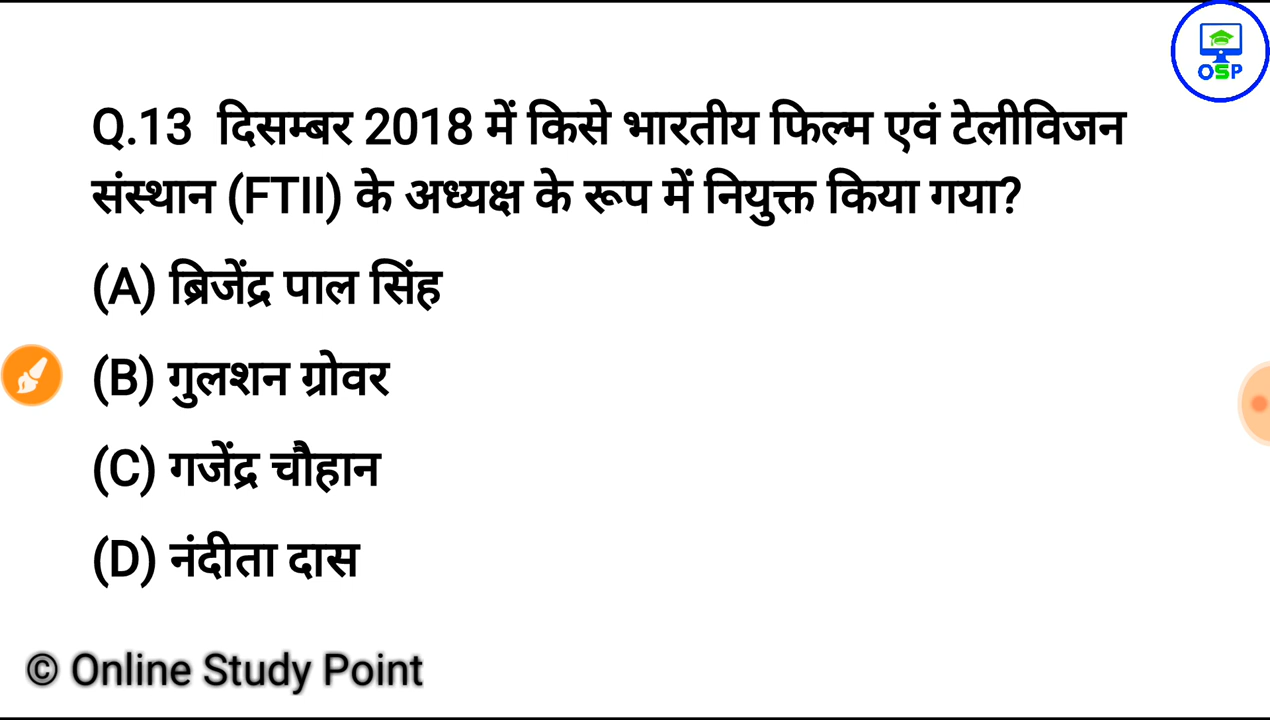 OSP
Q.13 दिसम्बर 2018 में किसे भारतीय फिल्म एवं टेलीविजन
संस्थान (FTII) के अध्यक्ष के रूप में नियुक्त किया गया?
(A) ब्रिजेंद्र पाल सिंह
(B) गुलशन ग्रोवर
(C) गजेंद्र चौहान
(D) नंदीता दास
© Online Study Point